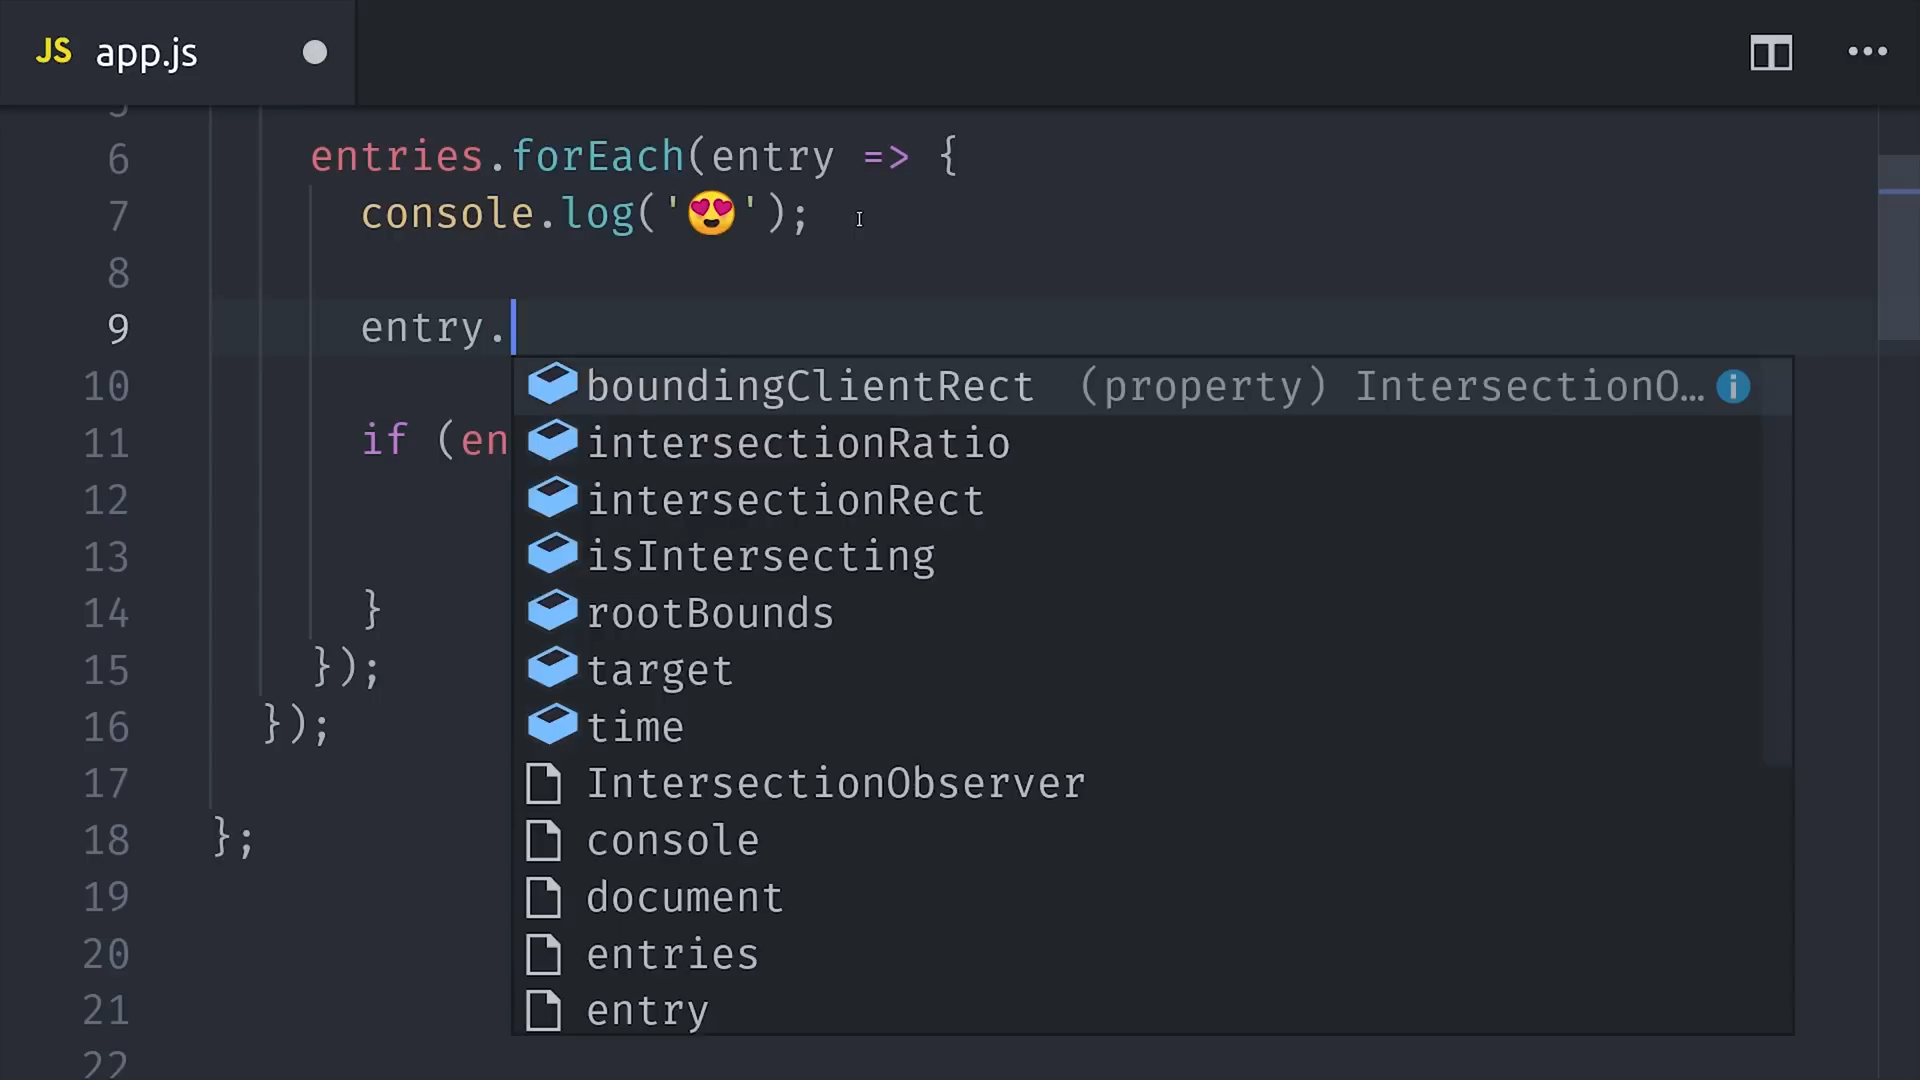 JS app.js
5
6 entries.forEach(entry => {
7 console.log('😍');
8
9 entry.
10 boundingClientRect (property) IntersectionO…
11 if (en intersectionRatio
12 intersectionRect
13 isIntersecting
14 } rootBounds
15 }); target
16 }); time
17 IntersectionObserver
18 }; console
19 document
20 entries
21 entry
22